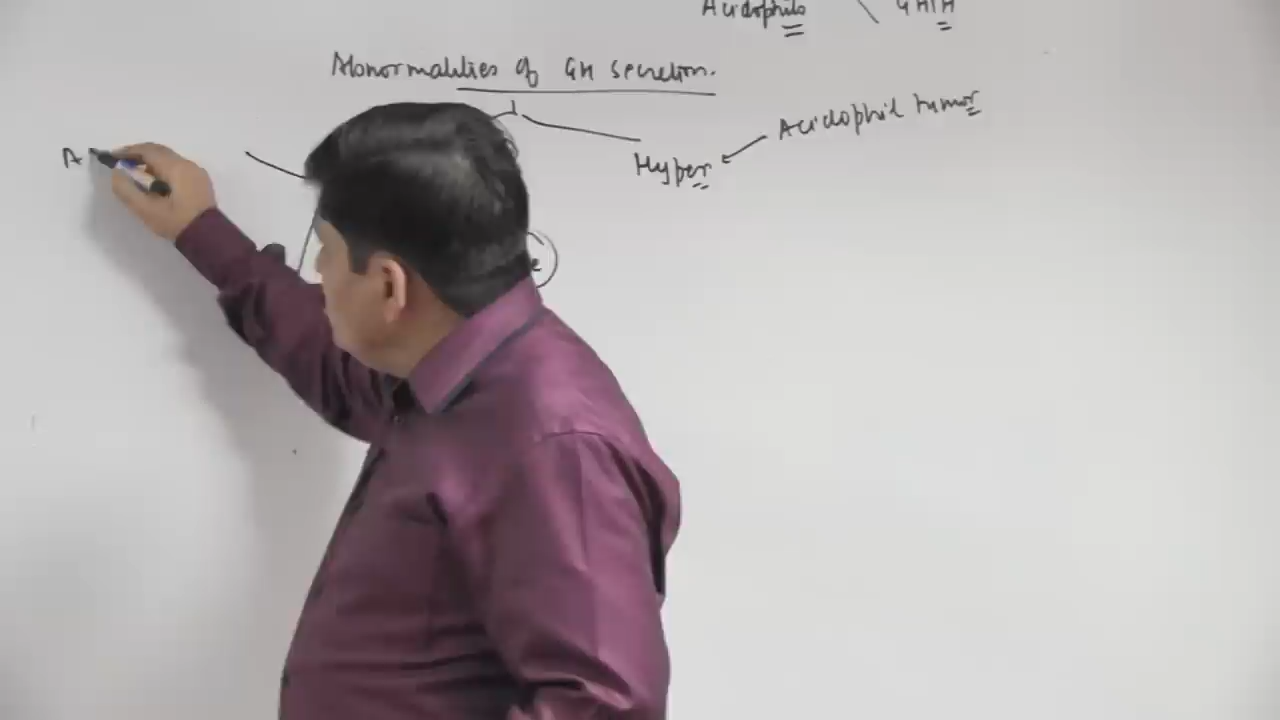 Acidophils GHIH
Abnormalities of GH secretion.
Acidophil tumor
Hyper
A